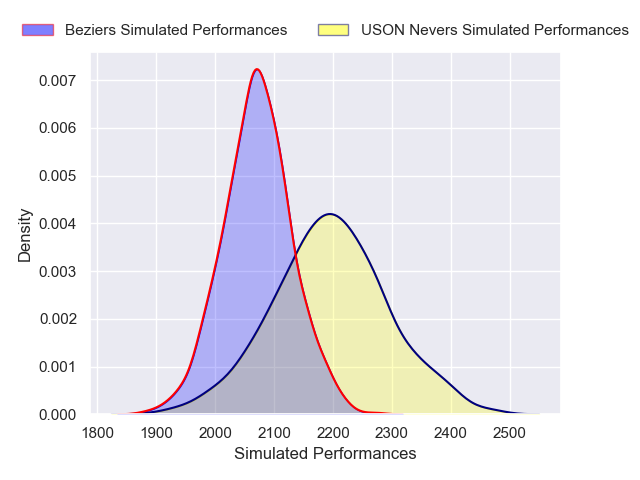 Beziers Simulated Performances
USON Nevers Simulated Performances
0.007
0.006
0.005
0.004
0.003
0.002
0.001
0.000
Density
1800 1900 2000 2100 2200 2300 2400 2500
Simulated Performances